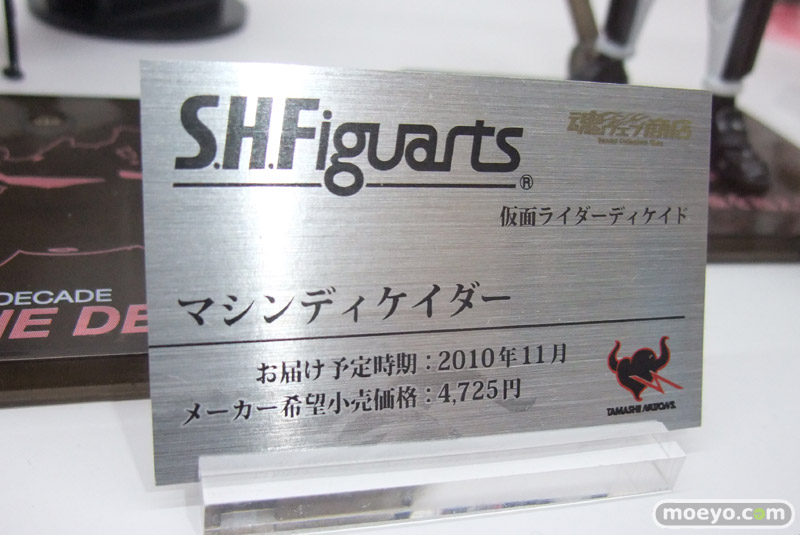 S.H.Figuarts ®
魂ウェブ商店
仮面ライダーディケイド
マシンディケイダー
お届け予定時期：2010年11月
メーカー希望小売価格：4,725円
TAMASHII NATIONS
DECADE
NE DE
moeyo.com